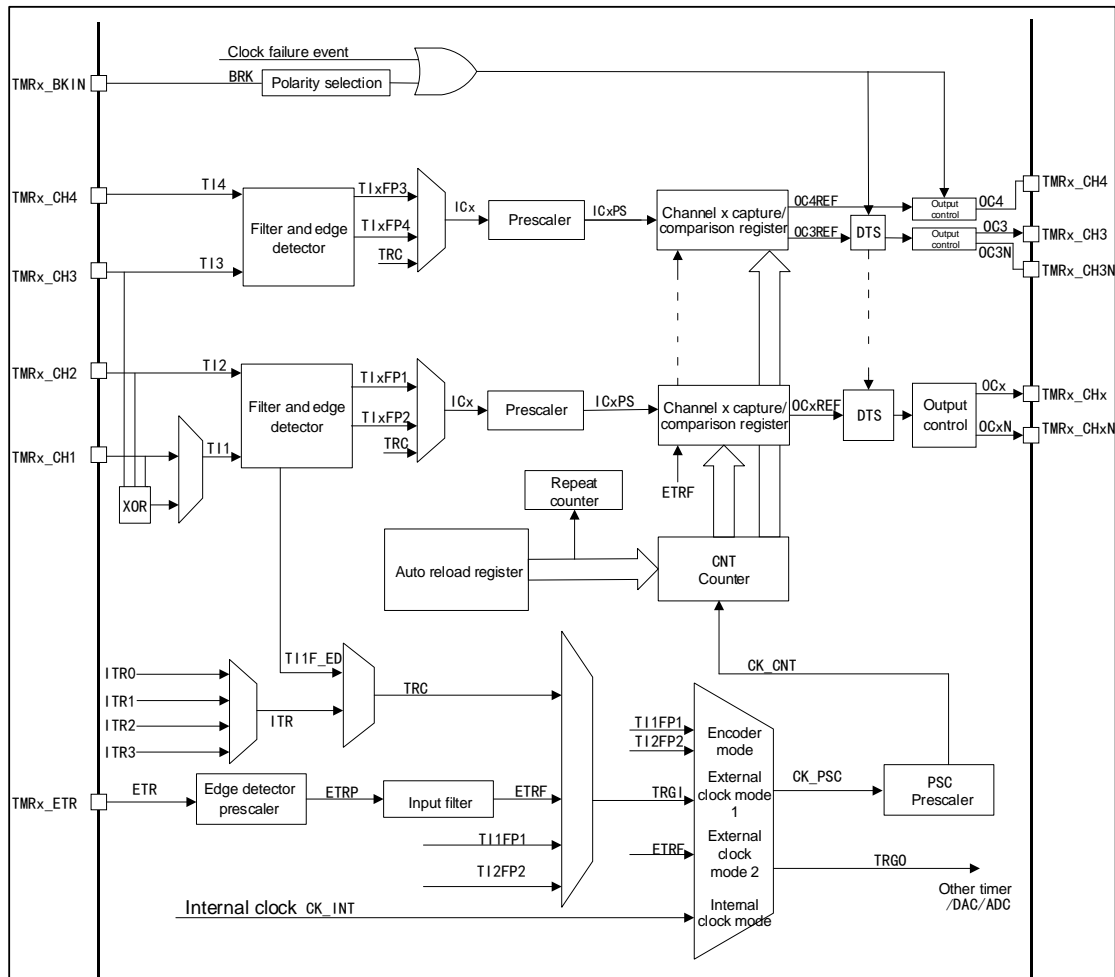 Clock failure event
TMRx_BKIN
BRK
Polarity selection
TMRx_CH4
TI4
TIxFP3
ICx
Prescaler
ICxPS
Channel x capture/
comparison register
OC4REF
Output
control
OC4
TMRx_CH4
Filter and edge
detector
TIxFP4
OC3REF
DTS
Output
control
OC3
TMRx_CH3
TRC
OC3N
TMRx_CH3N
TMRx_CH3
TI3
TMRx_CH2
TI2
TIxFP1
ICx
Prescaler
ICxPS
Channel x capture/
comparison register
OCxREF
DTS
Output
control
OCx
TMRx_CHx
Filter and edge
detector
TIxFP2
OCxN
TMRx_CHxN
TRC
TMRx_CH1
TI1
XOR
ETRF
Repeat
counter
Auto reload register
CNT
Counter
TI1F_ED
CK_CNT
ITR0
ITR1
ITR2
ITR3
ITR
TRC
TI1FP1
TI2FP2
Encoder
mode
TMRx_ETR
ETR
Edge detector
prescaler
ETRP
Input filter
ETRF
TRGI
External
clock mode
1
CK_PSC
PSC
Prescaler
TI1FP1
TI2FP2
ETRF
External
clock
mode 2
TRGO
Other timer
/DAC/ADC
Internal clock CK_INT
Internal
clock mode